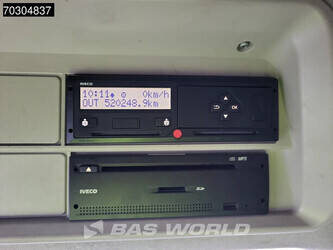 70304837
IVECO
10:11 0km/h
OUT 520248.9km
OK
MP3
IVECO
BAS WORLD